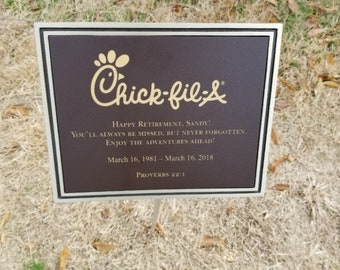 Chick-fil-A®
HAPPY RETIREMENT, SANDY!
YOU'LL ALWAYS BE MISSED, BUT NEVER FORGOTTEN.
ENJOY THE ADVENTURES AHEAD!
March 16, 1981 – March 16, 2018
PROVERBS 22:1